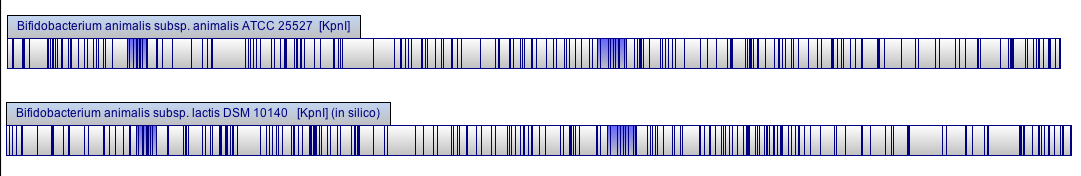 Bifidobacterium animalis subsp. animalis ATCC 25527 [KpnI]
Bifidobacterium animalis subsp. lactis DSM 10140 [KpnI] (in silico)